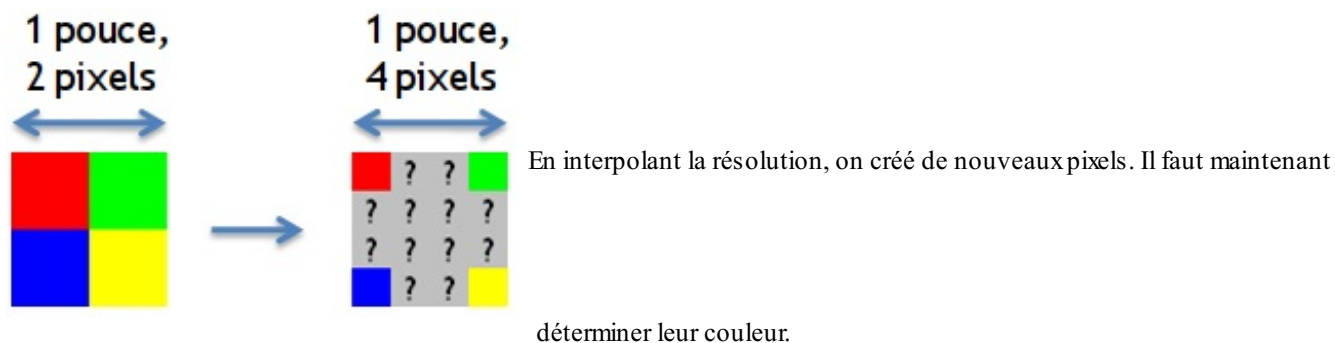 1 pouce,
2 pixels
1 pouce,
4 pixels
? ?
? ? ? ?
? ? ? ?
? ?
En interpolant la résolution, on créé de nouveaux pixels. Il faut maintenant
déterminer leur couleur.